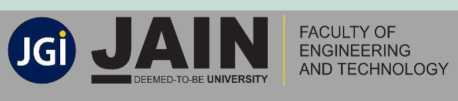 JGi
JAIN
DEEMED-TO-BE UNIVERSITY
FACULTY OF
ENGINEERING
AND TECHNOLOGY